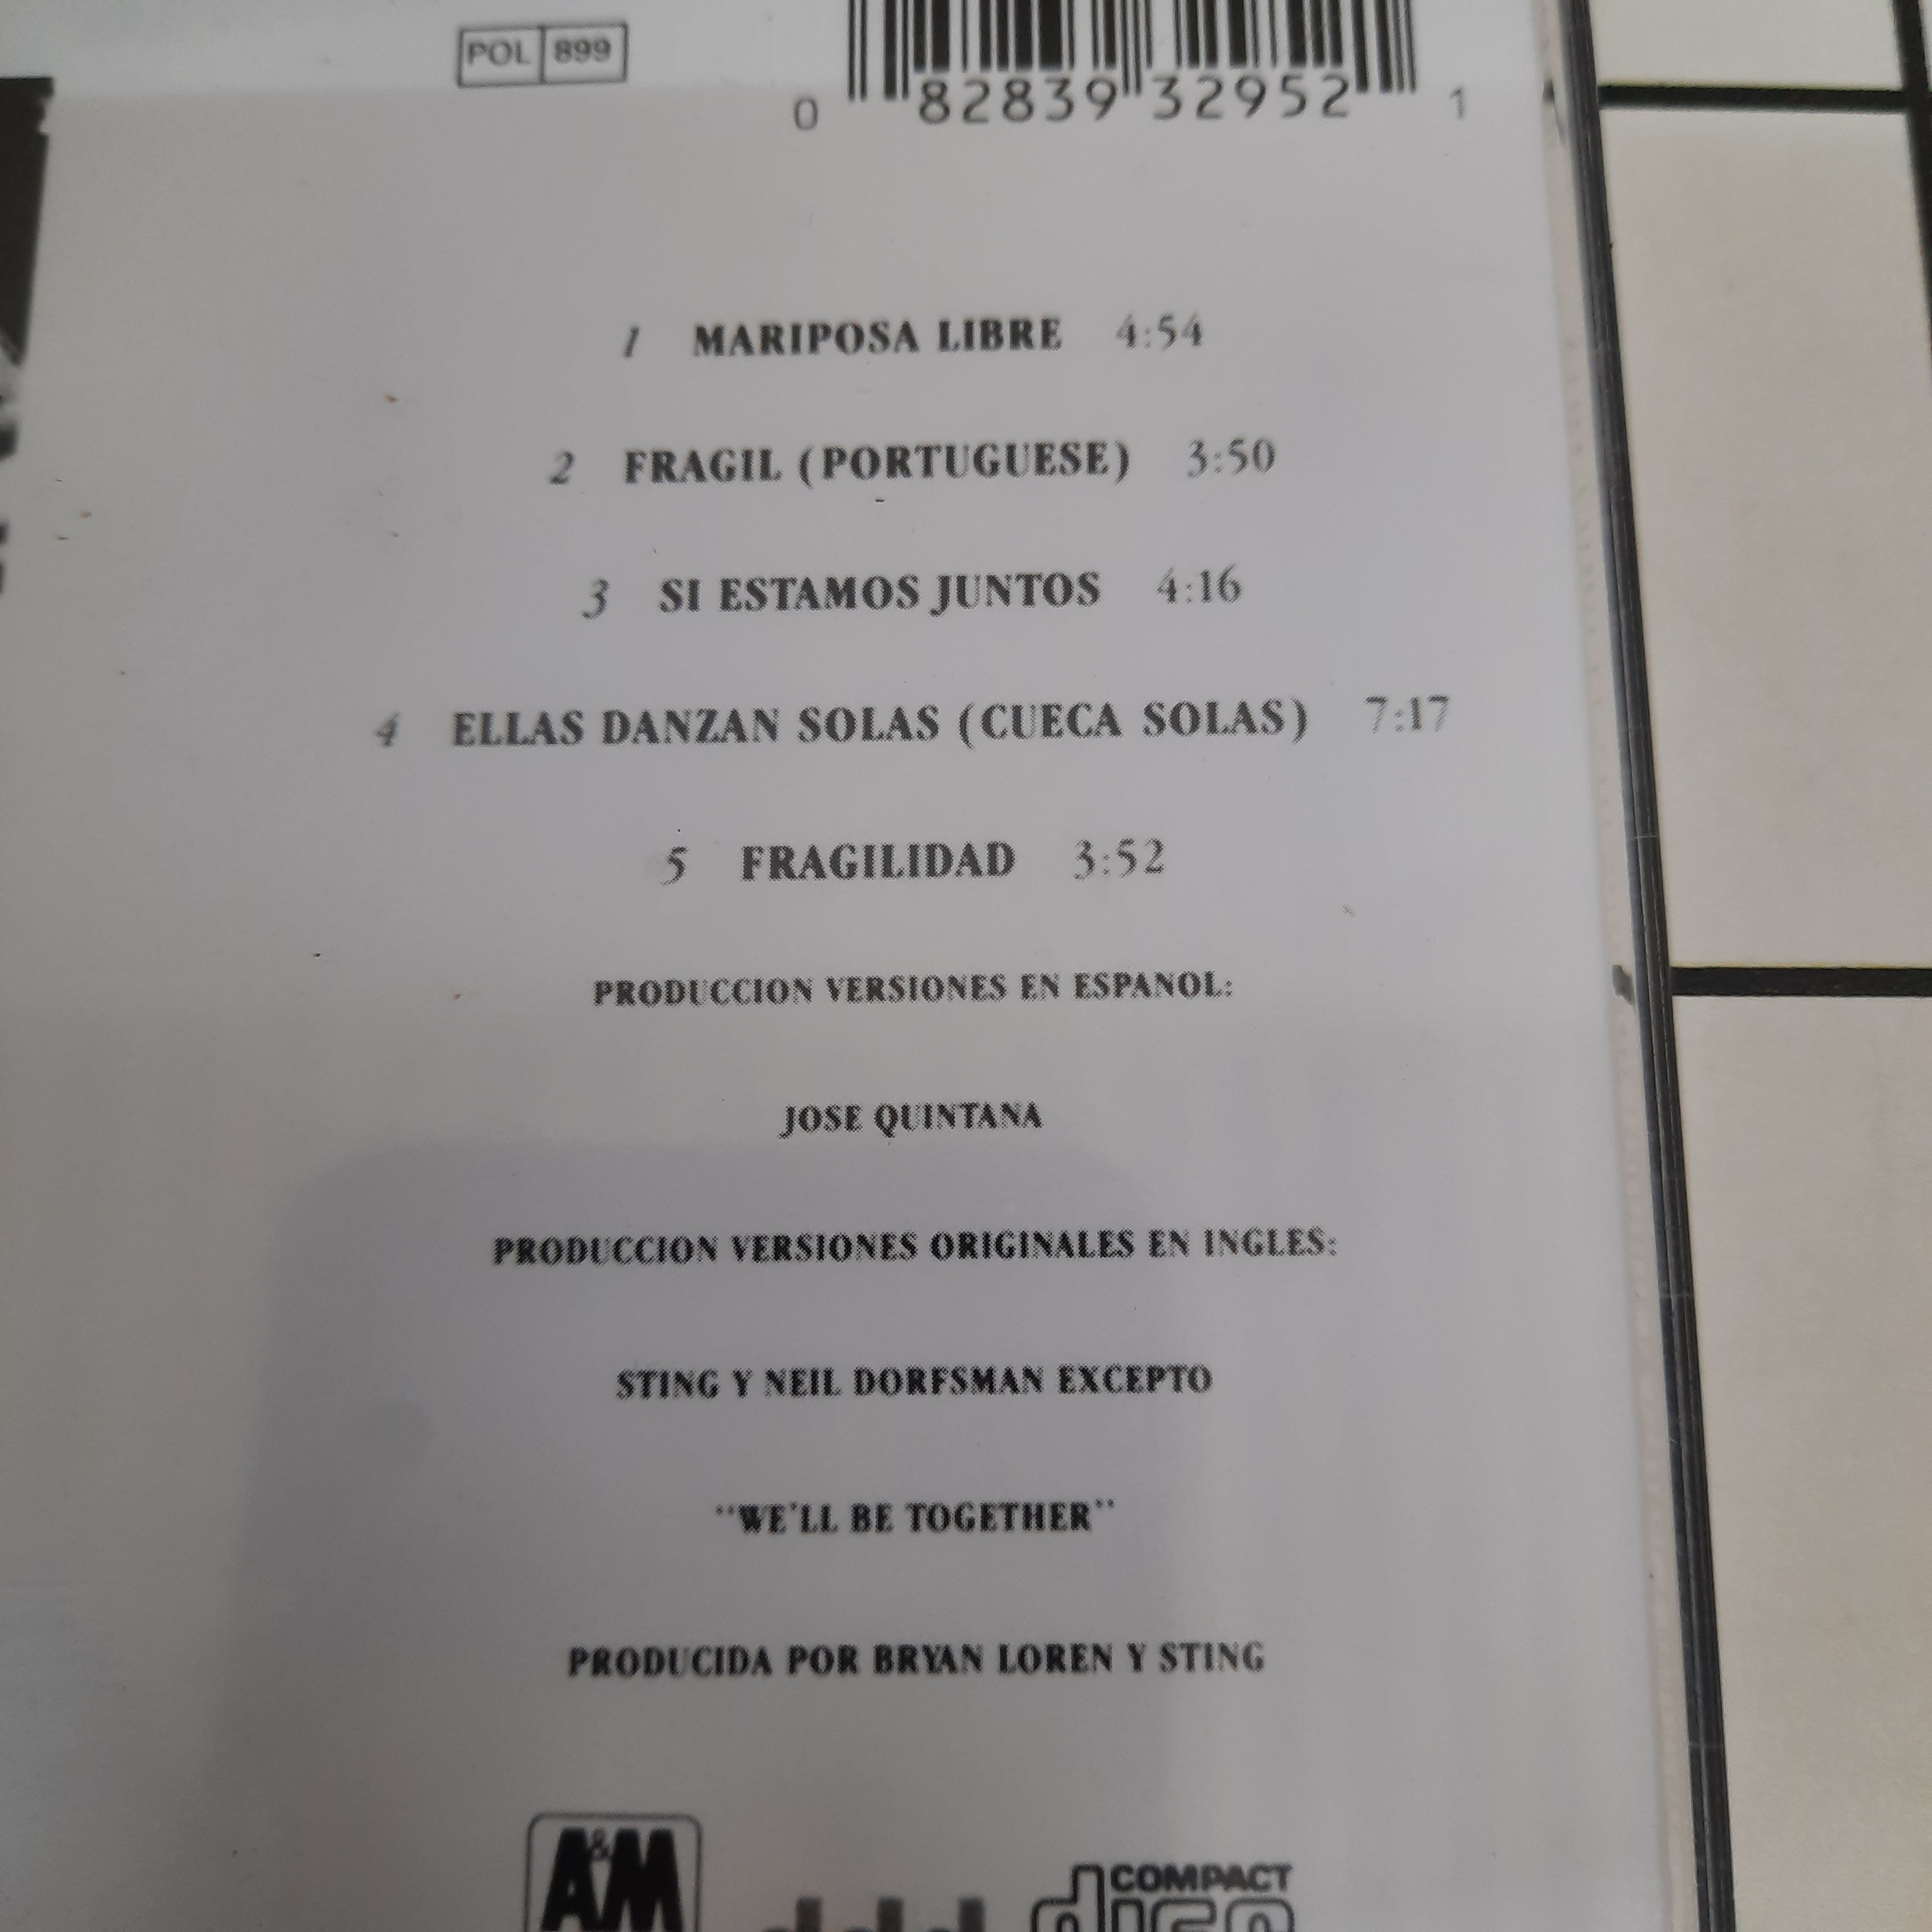 POL 899
0 82839 32952 1
1 MARIPOSA LIBRE 4:54
2 FRAGIL (PORTUGUESE) 3:50
3 SI ESTAMOS JUNTOS 4:16
4 ELLAS DANZAN SOLAS (CUECA SOLAS) 7:17
5 FRAGILIDAD 3:52
PRODUCCION VERSIONES EN ESPANOL:
JOSE QUINTANA
PRODUCCION VERSIONES ORIGINALES EN INGLES:
STING Y NEIL DORFSMAN EXCEPTO
"WE'LL BE TOGETHER"
PRODUCIDA POR BRYAN LOREN Y STING
A&M
COMPACT
disc